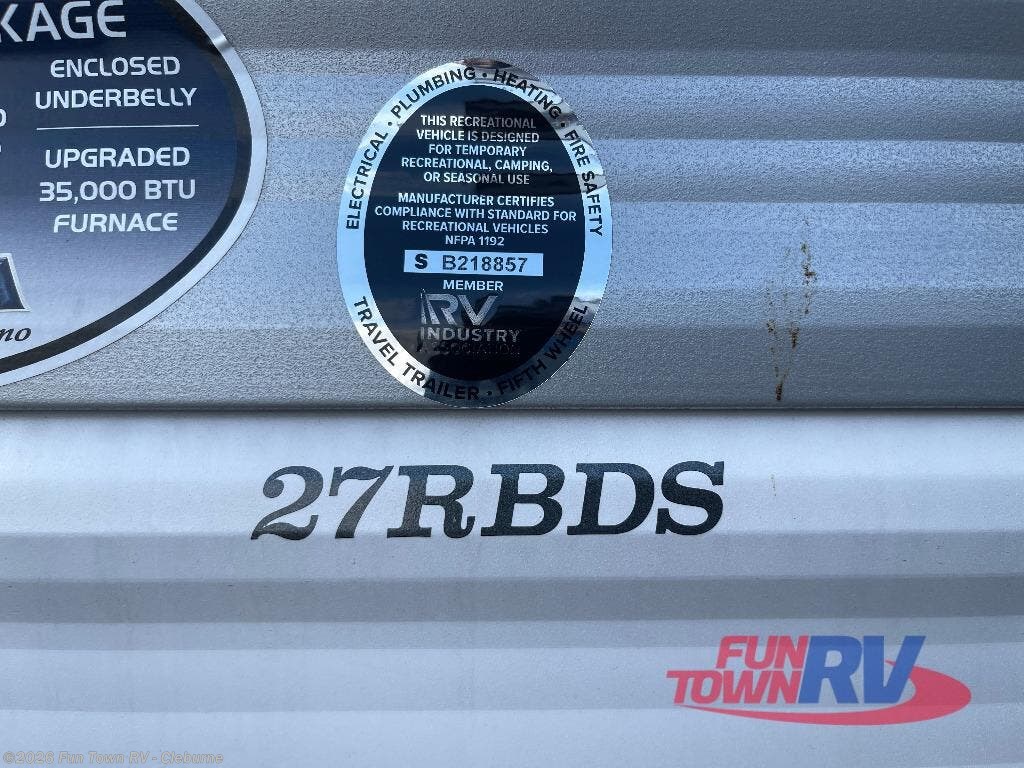 KAGE
ENCLOSED
UNDERBELLY
UPGRADED
35,000 BTU
FURNACE
no
ELECTRICAL • PLUMBING • HEATING • FIRE SAFETY
THIS RECREATIONAL
VEHICLE IS DESIGNED
FOR TEMPORARY
RECREATIONAL, CAMPING,
OR SEASONAL USE
MANUFACTURER CERTIFIES
COMPLIANCE WITH STANDARD FOR
RECREATIONAL VEHICLES
NFPA 1192
S B218857
MEMBER
RV
INDUSTRY
ASSOCIATION
TRAVEL TRAILER • FIFTH WHEEL
27RBDS
FUN
TOWN RV
©2026 Fun Town RV - Cleburne